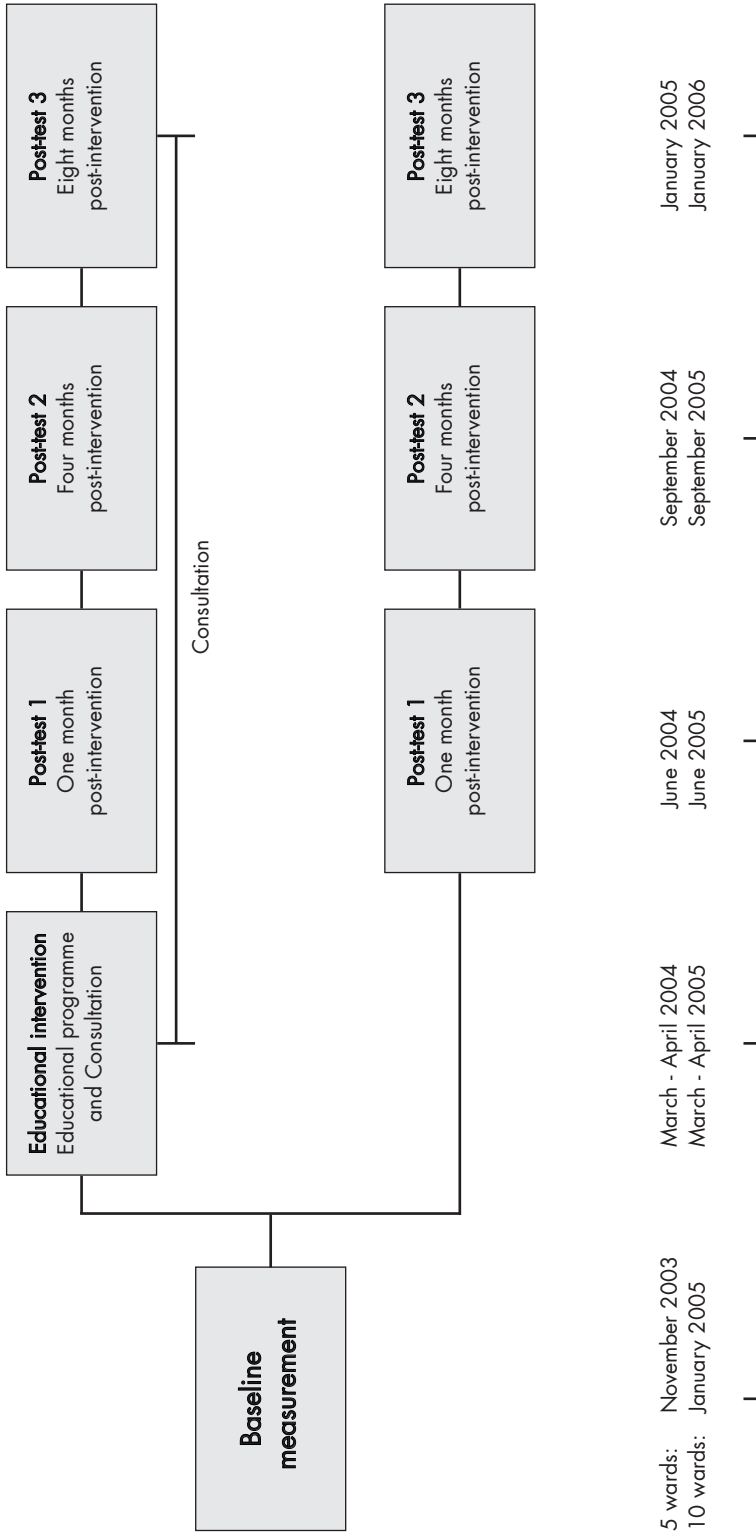 Baseline
measurement
Educational intervention
Educational programme
and Consultation
Post-test 1
One month
post-intervention
Post-test 2
Four months
post-intervention
Post-test 3
Eight months
post-intervention
Consultation
Post-test 1
One month
post-intervention
Post-test 2
Four months
post-intervention
Post-test 3
Eight months
post-intervention
5 wards: November 2003 March - April 2004 June 2004 September 2004 January 2005
10 wards: January 2005 March - April 2005 June 2005 September 2005 January 2006